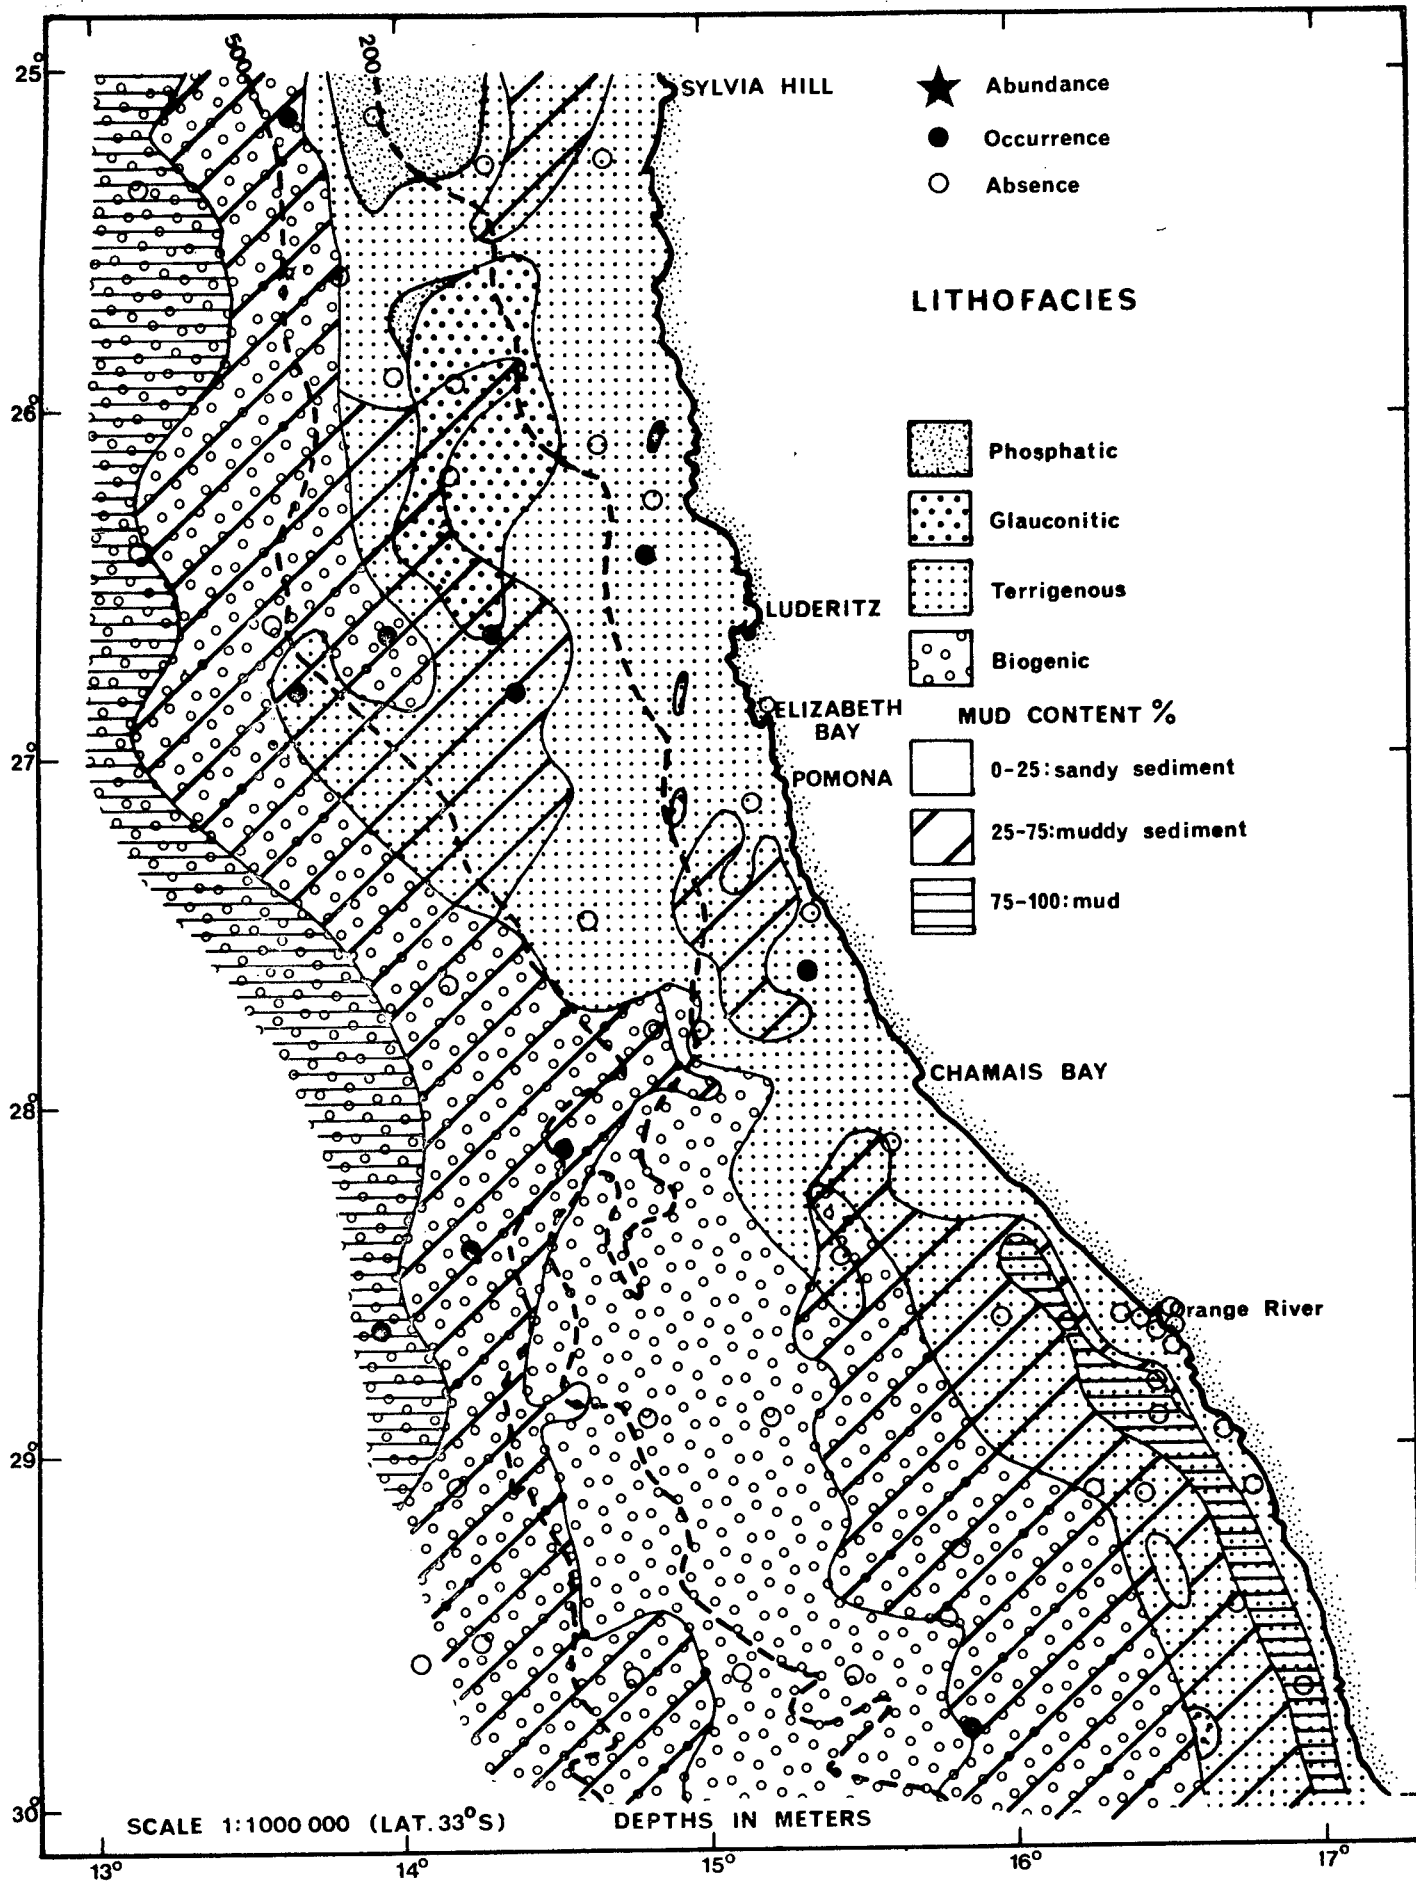 500
200
25°
SYLVIA HILL
Abundance
Occurrence
Absence
LITHOFACIES
26°
Phosphatic
Glauconitic
Terrigenous
LUDERITZ
Biogenic
ELIZABETH
BAY
MUD CONTENT %
27°
POMONA
0-25:sandy sediment
25-75:muddy sediment
75-100:mud
CHAMAIS BAY
28°
Orange River
29°
30°
SCALE 1:1000 000 (LAT.33°S)
DEPTHS IN METERS
13°
14°
15°
16°
17°